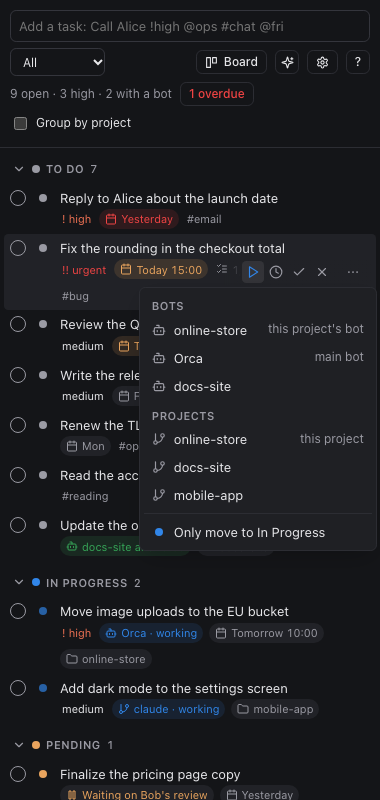 Add a task: Call Alice !high @ops #chat @fri
All
Board
?
9 open · 3 high · 2 with a bot
1 overdue
Group by project
TO DO 7
Reply to Alice about the launch date
! high Yesterday #email
Fix the rounding in the checkout total
!! urgent Today 15:00
#bug
BOTS
online-store this project's bot
Orca main bot
docs-site
PROJECTS
online-store this project
docs-site
mobile-app
Only move to In Progress
Review the
medium
Write the
medium
Renew the
Mon
Read the
#reading
Update the
docs-site
IN PROGRESS 2
Move image uploads to the EU bucket
! high Orca · working Tomorrow 10:00
online-store
Add dark mode to the settings screen
medium claude · working mobile-app
PENDING 1
Finalize the pricing page copy
Waiting on Bob's review Yesterday